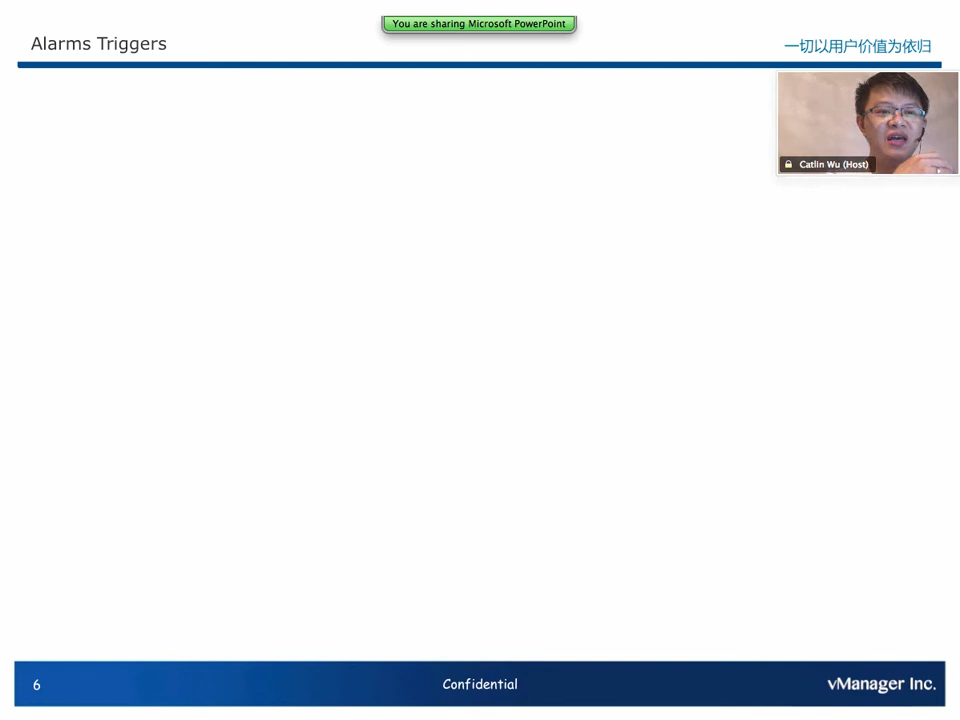 You are sharing Microsoft PowerPoint
Alarms Triggers
一切以用户价值为依归
Catlin Wu (Host)
6
Confidential
vManager Inc.